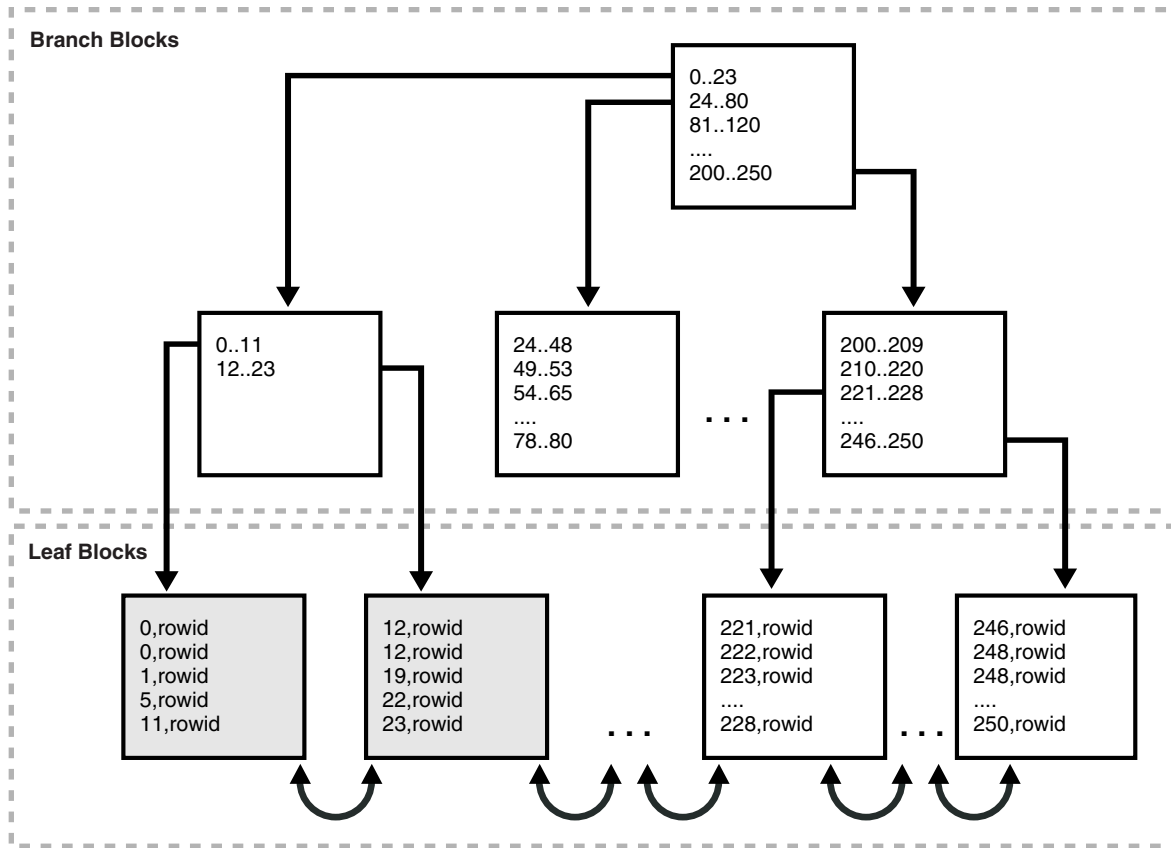 Branch Blocks
0..23
24..80
81..120
....
200..250
0..11
12..23
24..48
49..53
54..65
....
78..80
...
200..209
210..220
221..228
....
246..250
Leaf Blocks
0,rowid
0,rowid
1,rowid
5,rowid
11,rowid
12,rowid
12,rowid
19,rowid
22,rowid
23,rowid
...
221,rowid
222,rowid
223,rowid
....
228,rowid
...
246,rowid
248,rowid
248,rowid
....
250,rowid